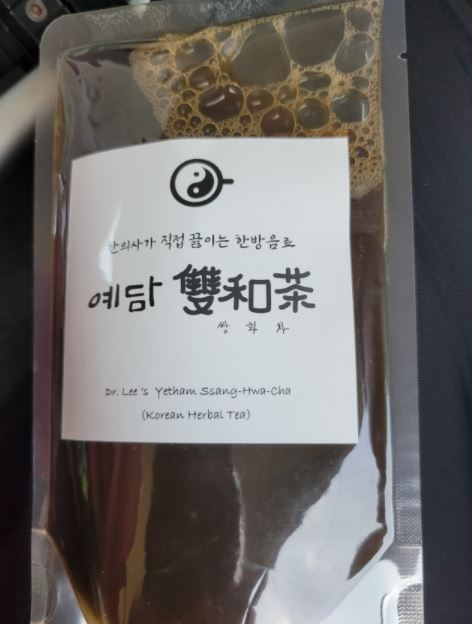 한의사가 직접 끓이는 한방음료
예담 雙和茶
쌍 화 차
Dr. Lee's Yetham Ssang-Hwa-Cha
(Korean Herbal Tea)